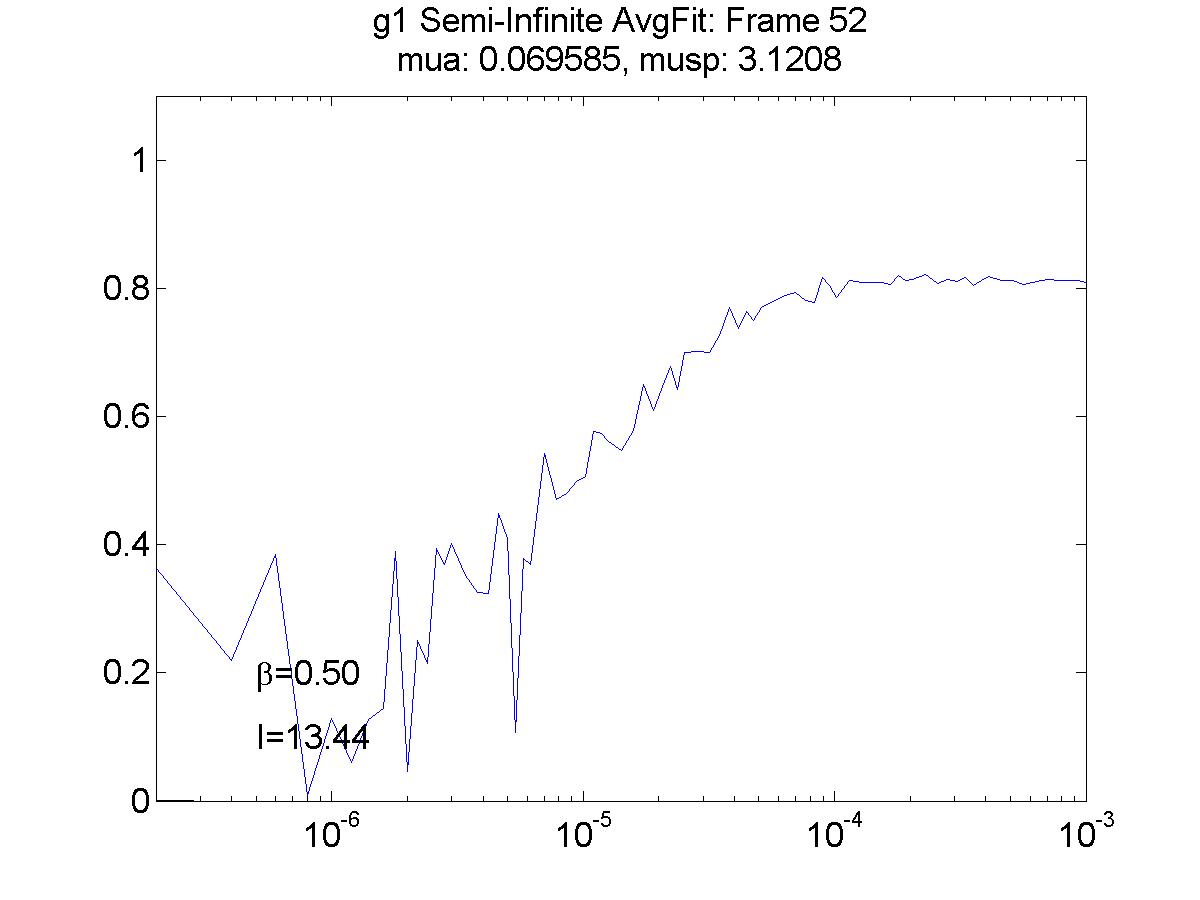 g1 Semi-Infinite AvgFit: Frame 52
mua: 0.069585, musp: 3.1208
1
0.8
0.6
0.4
0.2
0
β=0.50
I=13.44
10^-6
10^-5
10^-4
10^-3